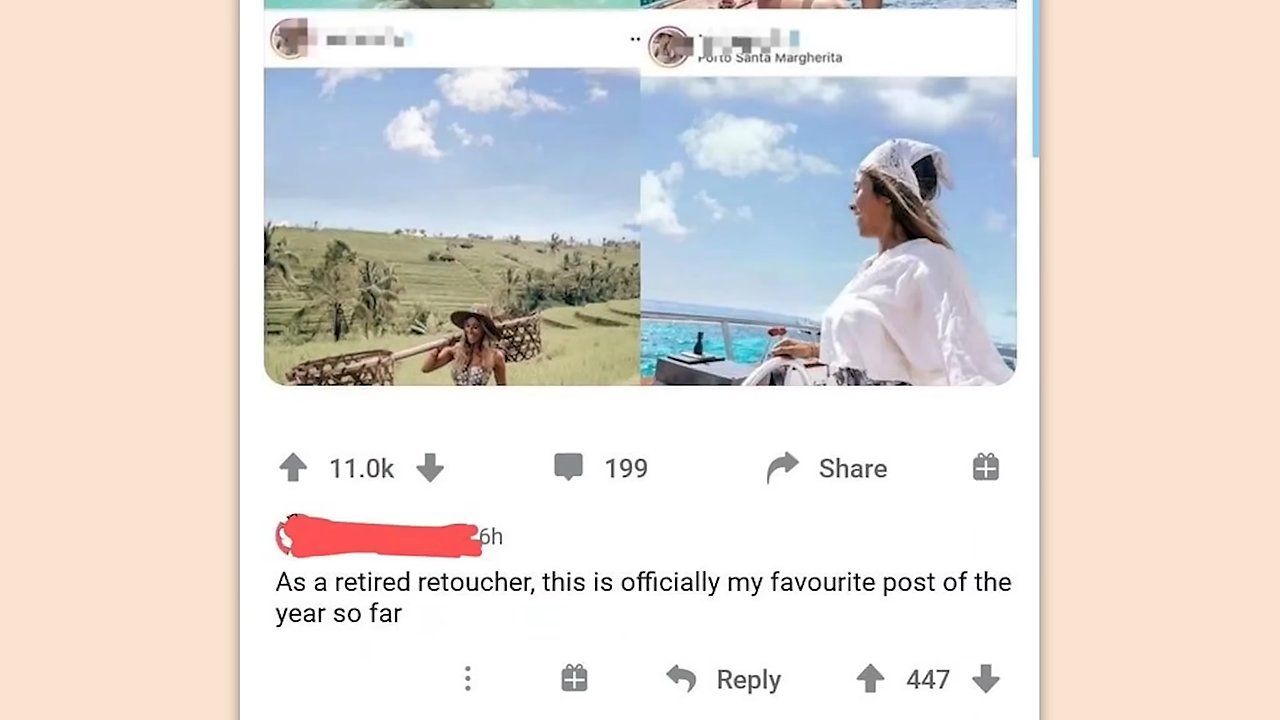 Porto Santa Margherita
11.0k
199
Share
6h
As a retired retoucher, this is officially my favourite post of the
year so far
Reply
447